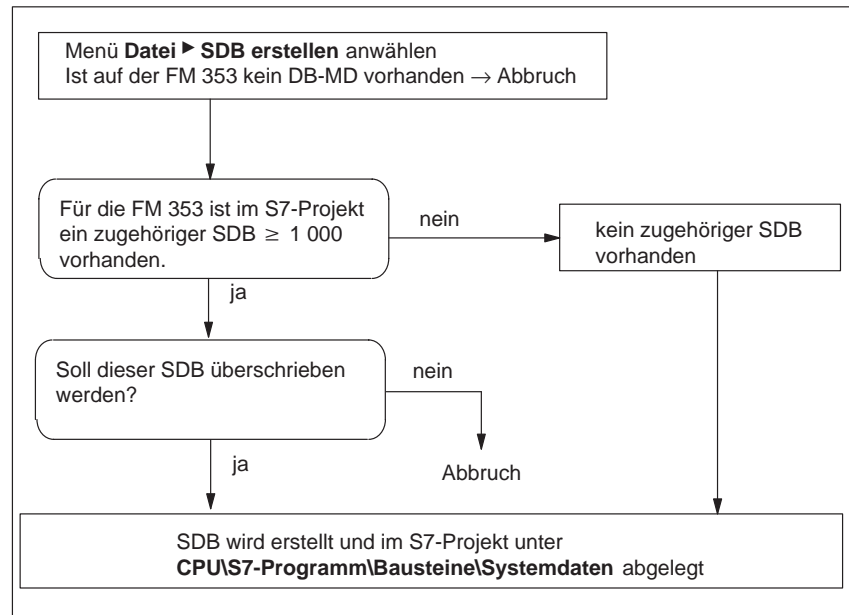 Menü Datei ▶ SDB erstellen anwählen
Ist auf der FM 353 kein DB-MD vorhanden → Abbruch
Für die FM 353 ist im S7-Projekt
ein zugehöriger SDB ≥ 1 000
vorhanden.
nein
kein zugehöriger SDB
vorhanden
ja
Soll dieser SDB überschrieben
werden?
nein
ja
Abbruch
SDB wird erstellt und im S7-Projekt unter
CPU\S7-Programm\Bausteine\Systemdaten abgelegt